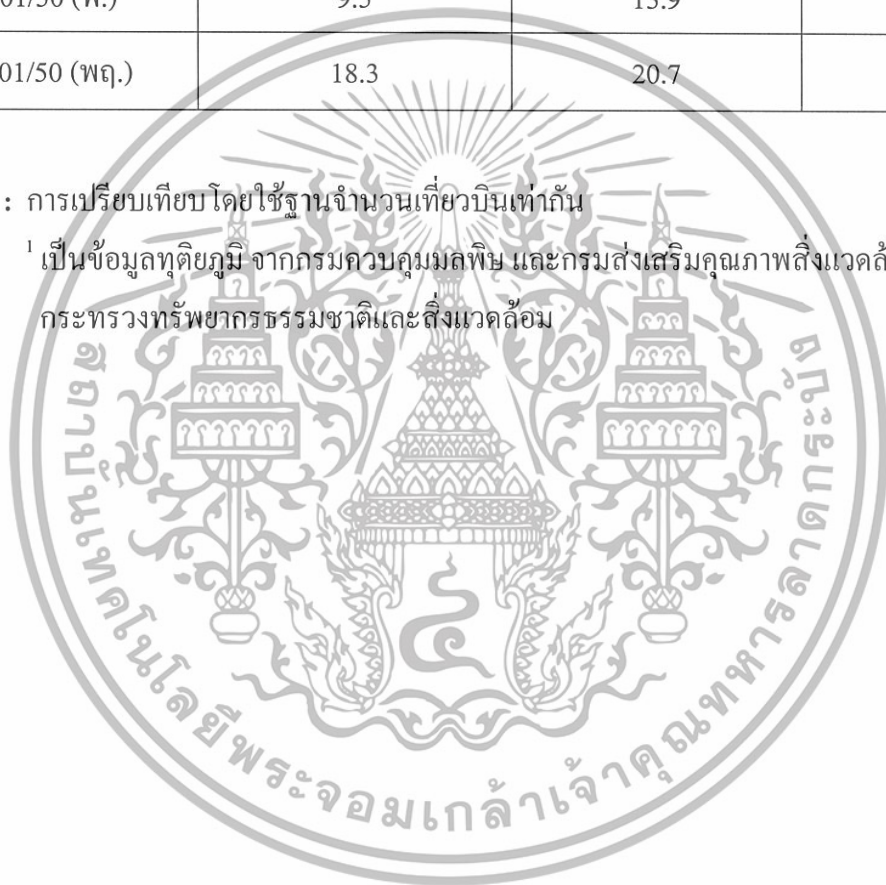 01/50 (พ.) 9.5 13.9
01/50 (พฤ.) 18.3 20.7
: การเปรียบเทียบโดยใช้ฐานจำนวนเที่ยวบินเท่ากัน
1 เป็นข้อมูลทุติยภูมิ จากกรมควบคุมมลพิษ และกรมส่งเสริมคุณภาพสิ่งแวดล้
กระทรวงทรัพยากรธรรมชาติและสิ่งแวดล้อม
สถาบันเทคโนโลยีพระจอมเกล้าเจ้าคุณทหารลาดกระบัง